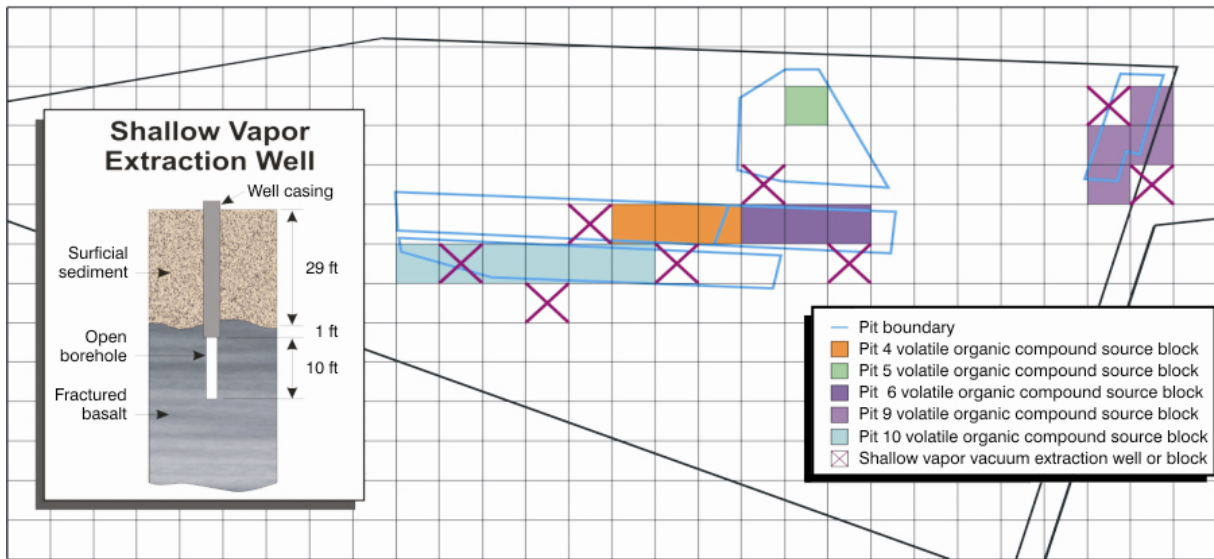 Shallow Vapor
Extraction Well
Well casing
Surficial
sediment
29 ft
1 ft
Open
borehole
10 ft
Fractured
basalt
Pit boundary
Pit 4 volatile organic compound source block
Pit 5 volatile organic compound source block
Pit 6 volatile organic compound source block
Pit 9 volatile organic compound source block
Pit 10 volatile organic compound source block
Shallow vapor vacuum extraction well or block